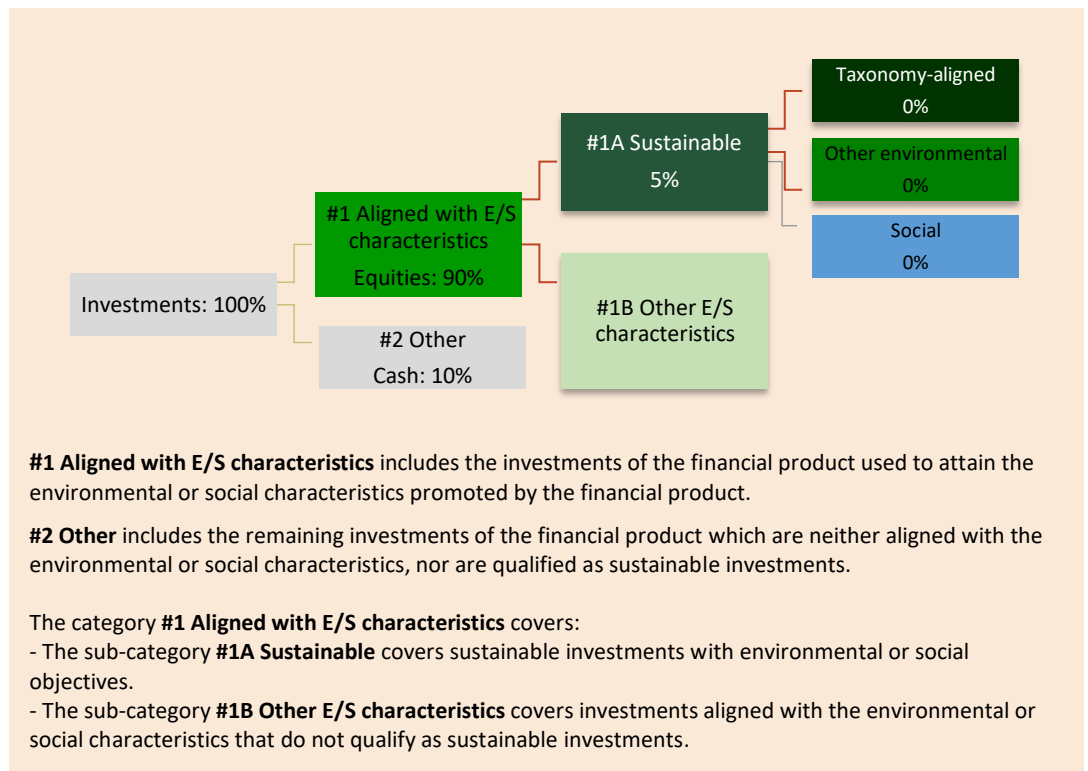 Taxonomy-aligned
0%
#1A Sustainable
5%
Other environmental
0%
#1 Aligned with E/S
characteristics
Equities: 90%
Social
0%
Investments: 100%
#1B Other E/S
characteristics
#2 Other
Cash: 10%
#1 Aligned with E/S characteristics includes the investments of the financial product used to attain the
environmental or social characteristics promoted by the financial product.
#2 Other includes the remaining investments of the financial product which are neither aligned with the
environmental or social characteristics, nor are qualified as sustainable investments.
The category #1 Aligned with E/S characteristics covers:
- The sub-category #1A Sustainable covers sustainable investments with environmental or social
objectives.
- The sub-category #1B Other E/S characteristics covers investments aligned with the environmental or
social characteristics that do not qualify as sustainable investments.